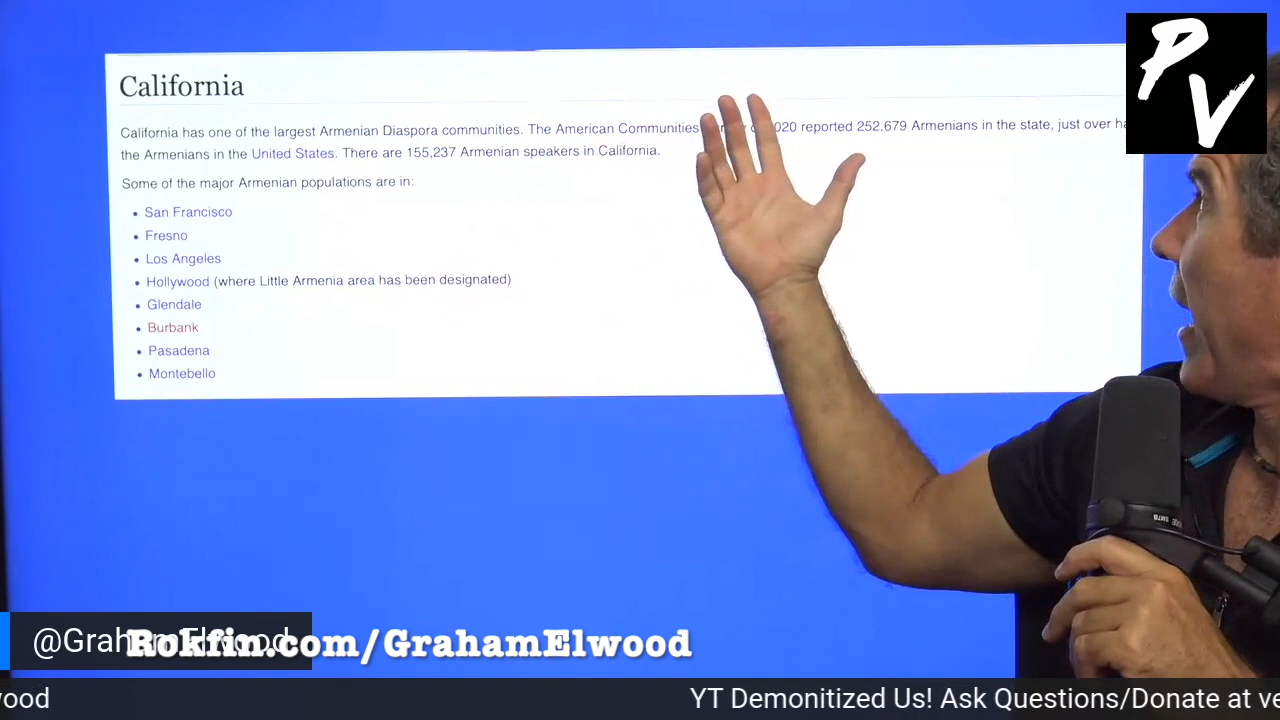 PV
California
California has one of the largest Armenian Diaspora communities. The American Communities 2020 reported 252,679 Armenians in the state, just over
the Armenians in the United States. There are 155,237 Armenian speakers in California.
Some of the major Armenian populations are in:
• San Francisco
• Fresno
• Los Angeles
• Hollywood (where Little Armenia area has been designated)
• Glendale
• Burbank
• Pasadena
• Montebello
SM7B
@GrahamElwood
Rokfin.com/GrahamElwood
wood YT Demonitized Us! Ask Questions/Donate at ve